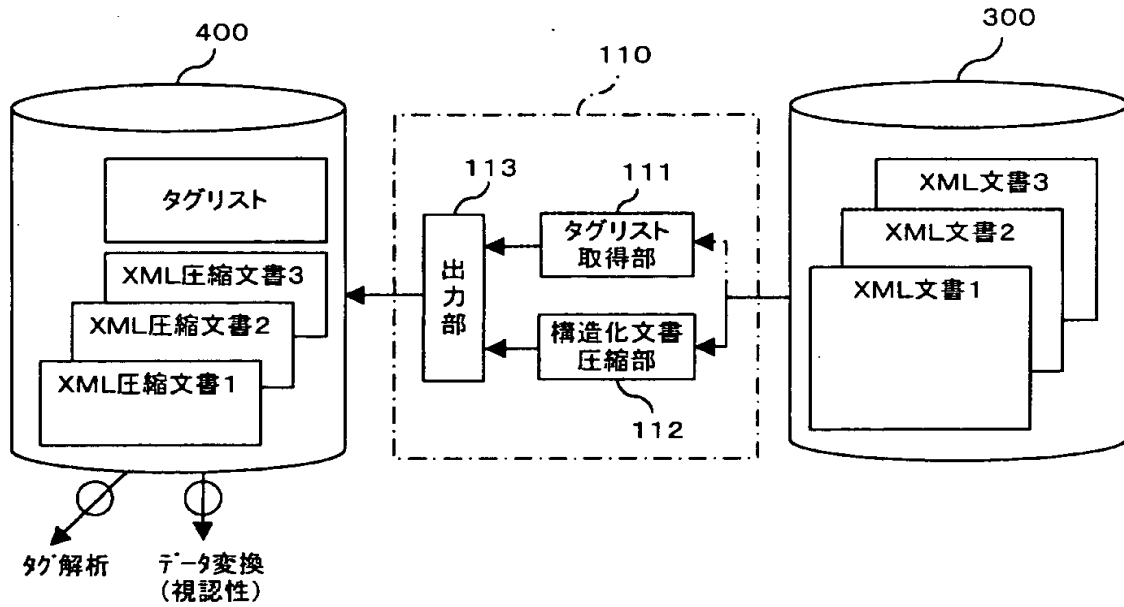 400
300
110
113
111
タグリスト
XML圧縮文書3
XML圧縮文書2
XML圧縮文書1
出力部
タグリスト
取得部
構造化文書
圧縮部
112
XML文書3
XML文書2
XML文書1
タグ解析
データ変換
(視認性)